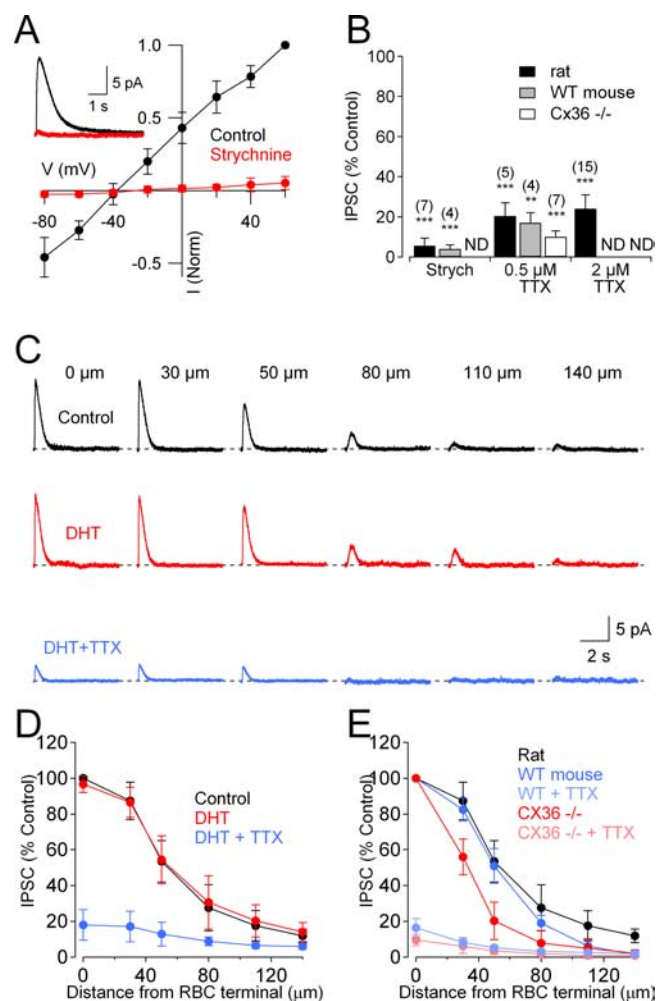 A
1.0
5 pA
1 s
0.5
Control
Strychnine
V (mV)
-80
-40
40
-0.5
I (Norm)
B
rat
WT mouse
Cx36 -/-
IPSC (% Control)
100
80
60
40
20
0
(7)
***
(4)
***
ND
(5)
***
(4)
**
(7)
***
(15)
***
ND ND
Strych
0.5 µM
TTX
2 µM
TTX
C
0 µm
30 µm
50 µm
80 µm
110 µm
140 µm
Control
DHT
DHT+TTX
5 pA
2 s
D
IPSC (% Control)
120
100
80
60
40
20
0
Control
DHT
DHT + TTX
0
40
80
120
Distance from RBC terminal (µm)
E
IPSC (% Control)
120
100
80
60
40
20
0
Rat
WT mouse
WT + TTX
CX36 -/-
CX36 -/- + TTX
0
40
80
120
Distance from RBC terminal (µm)